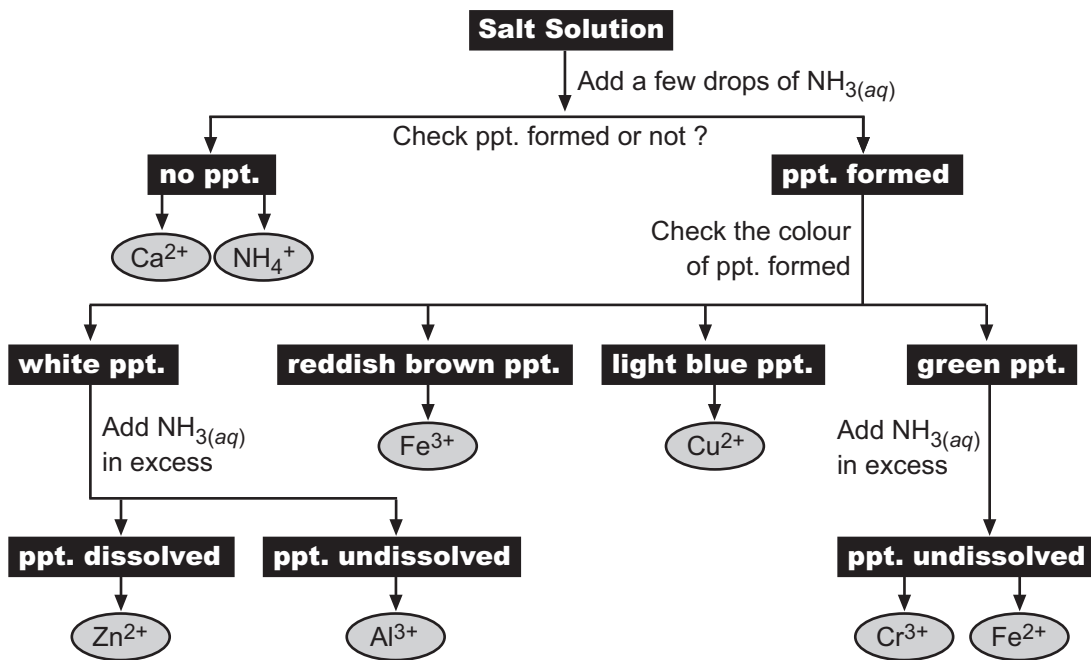 Salt Solution
Add a few drops of NH₃₍aq₎
Check ppt. formed or not ?
no ppt.
ppt. formed
Ca²⁺
NH₄⁺
Check the colour
of ppt. formed
white ppt.
reddish brown ppt.
light blue ppt.
green ppt.
Add NH₃₍aq₎
in excess
Fe³⁺
Cu²⁺
Add NH₃₍aq₎
in excess
ppt. dissolved
ppt. undissolved
ppt. undissolved
Zn²⁺
Al³⁺
Cr³⁺
Fe²⁺